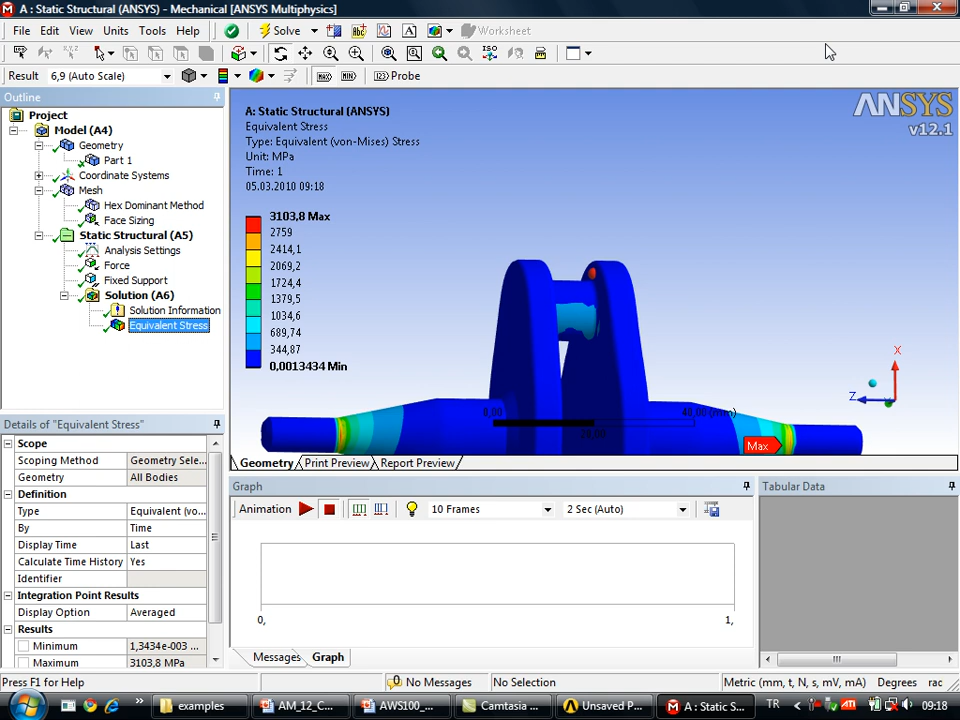 A : Static Structural (ANSYS) - Mechanical [ANSYS Multiphysics]
File Edit View Units Tools Help Solve Worksheet
Result 6,9 (Auto Scale) MAX MIN Probe
Outline
Project
Model (A4)
Geometry
Part 1
Coordinate Systems
Mesh
Hex Dominant Method
Face Sizing
Static Structural (A5)
Analysis Settings
Force
Fixed Support
Solution (A6)
Solution Information
Equivalent Stress
A: Static Structural (ANSYS)
Equivalent Stress
Type: Equivalent (von-Mises) Stress
Unit: MPa
Time: 1
05.03.2010 09:18
3103,8 Max
2759
2414,1
2069,2
1724,4
1379,5
1034,6
689,74
344,87
0,0013434 Min
ANSYS
v12.1
X
Z
0,00
40,00 (mm)
20,00
Max
Geometry Print Preview Report Preview
Details of "Equivalent Stress"
Scope
Scoping Method Geometry Sele...
Geometry All Bodies
Definition
Type Equivalent (vo...
By Time
Display Time Last
Calculate Time History Yes
Identifier
Integration Point Results
Display Option Averaged
Results
Minimum 1,3434e-003 ...
Maximum 3103,8 MPa
Graph
Animation 10 Frames 2 Sec (Auto)
0,
1,
Messages Graph
Tabular Data
Press F1 for Help No Messages No Selection Metric (mm, t, N, s, mV, mA) Degrees rac
examples AM_12_C... AWS100_... Camtasia ... Unsaved P... A : Static S... TR 09:18